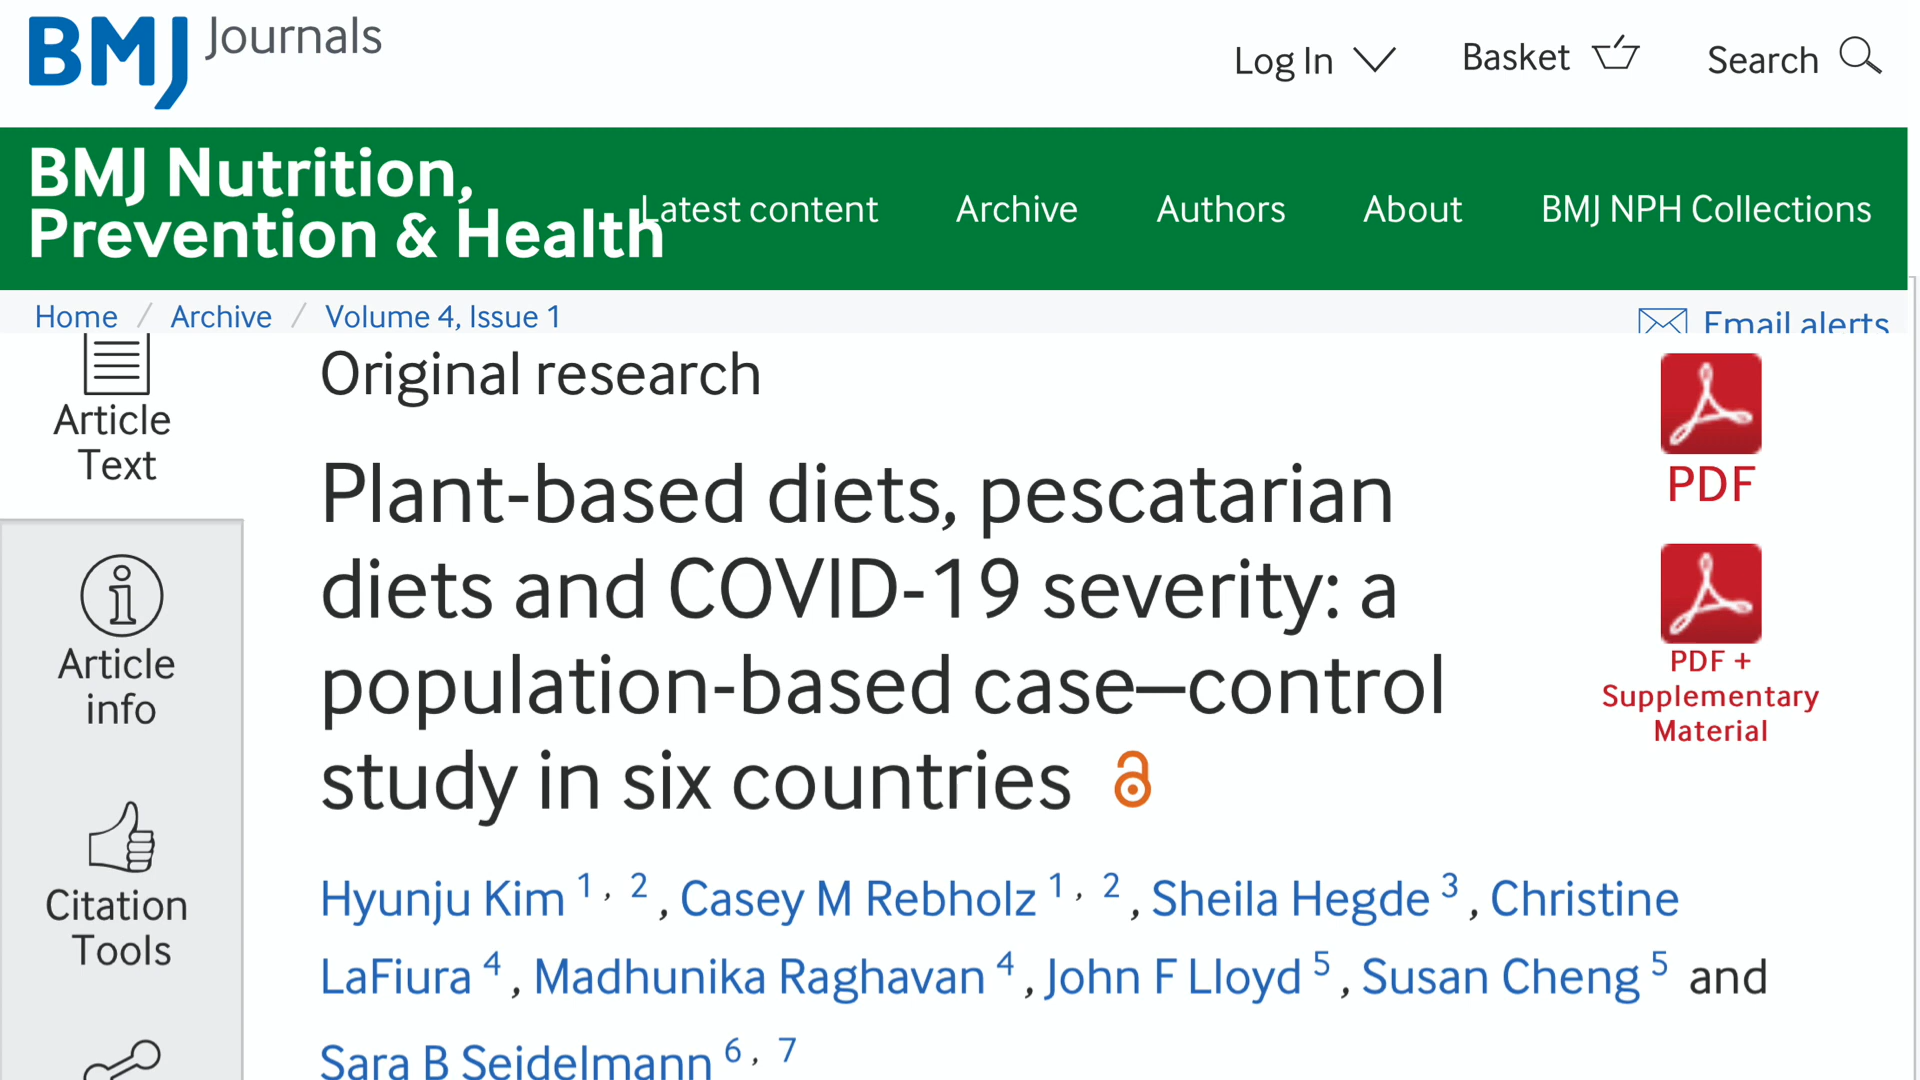 BMJ Journals
Log In
Basket
Search
BMJ Nutrition,
Prevention & Health
Latest content
Archive
Authors
About
BMJ NPH Collections
Home / Archive / Volume 4, Issue 1
Email alerts
Article
Text
Article
info
Citation
Tools
Original research
Plant-based diets, pescatarian
diets and COVID-19 severity: a
population-based case–control
study in six countries
Hyunju Kim 1, 2, Casey M Rebholz 1, 2, Sheila Hegde 3, Christine
LaFiura 4, Madhunika Raghavan 4, John F Lloyd 5, Susan Cheng 5 and
Sara B Seidelmann 6, 7
PDF
PDF +
Supplementary
Material